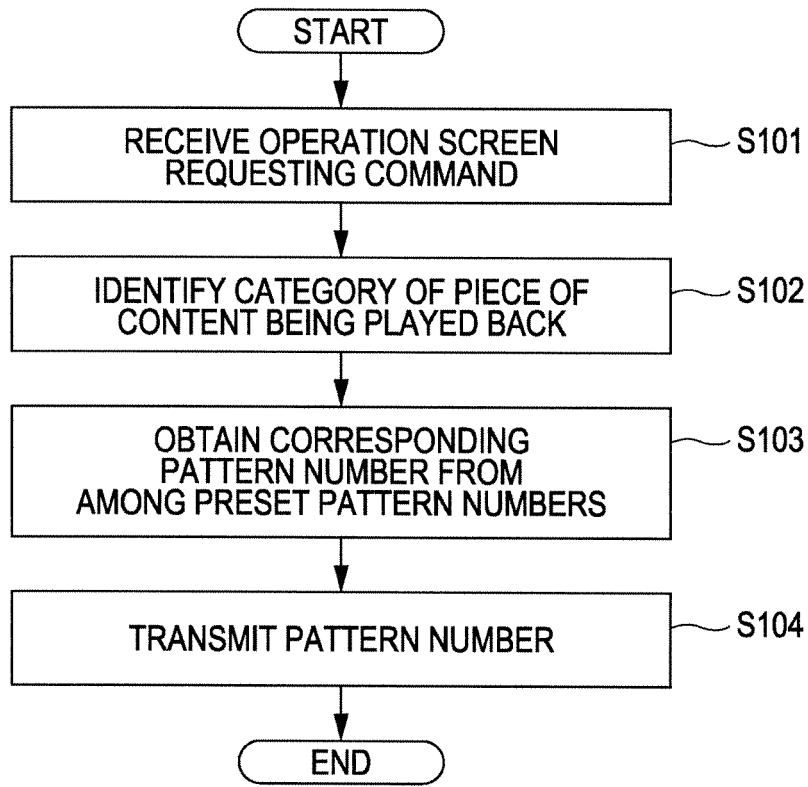 START
RECEIVE OPERATION SCREEN
REQUESTING COMMAND
S101
IDENTIFY CATEGORY OF PIECE OF
CONTENT BEING PLAYED BACK
S102
OBTAIN CORRESPONDING
PATTERN NUMBER FROM
AMONG PRESET PATTERN NUMBERS
S103
TRANSMIT PATTERN NUMBER
S104
END